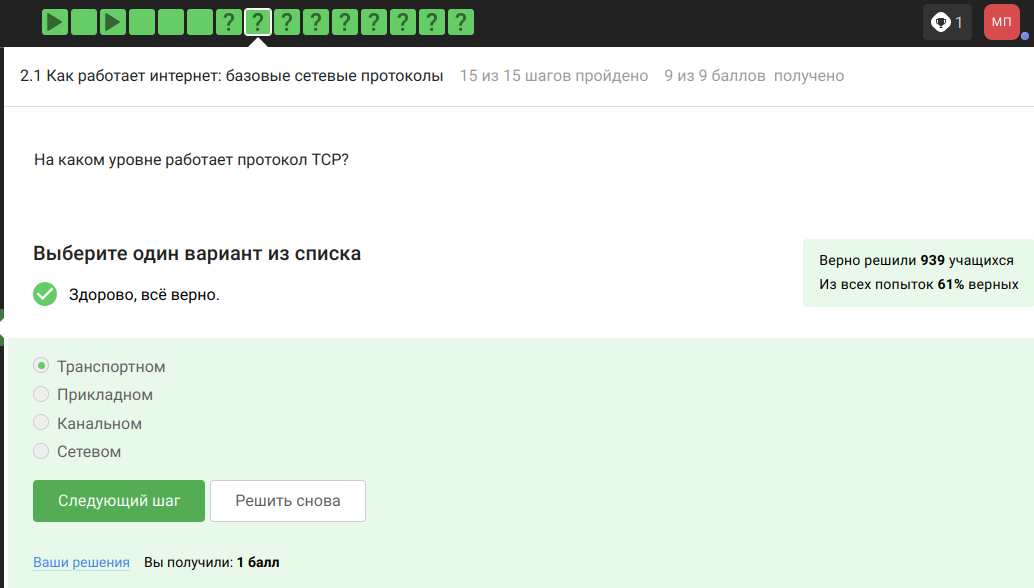 ? ? ? ? ? ? ? ? ?
1
МП
2.1 Как работает интернет: базовые сетевые протоколы 15 из 15 шагов пройдено 9 из 9 баллов получено
На каком уровне работает протокол TCP?
Выберите один вариант из списка
Верно решили 939 учащихся
Из всех попыток 61% верных
Здорово, всё верно.
Транспортном
Прикладном
Канальном
Сетевом
Следующий шаг Решить снова
Ваши решения Вы получили: 1 балл